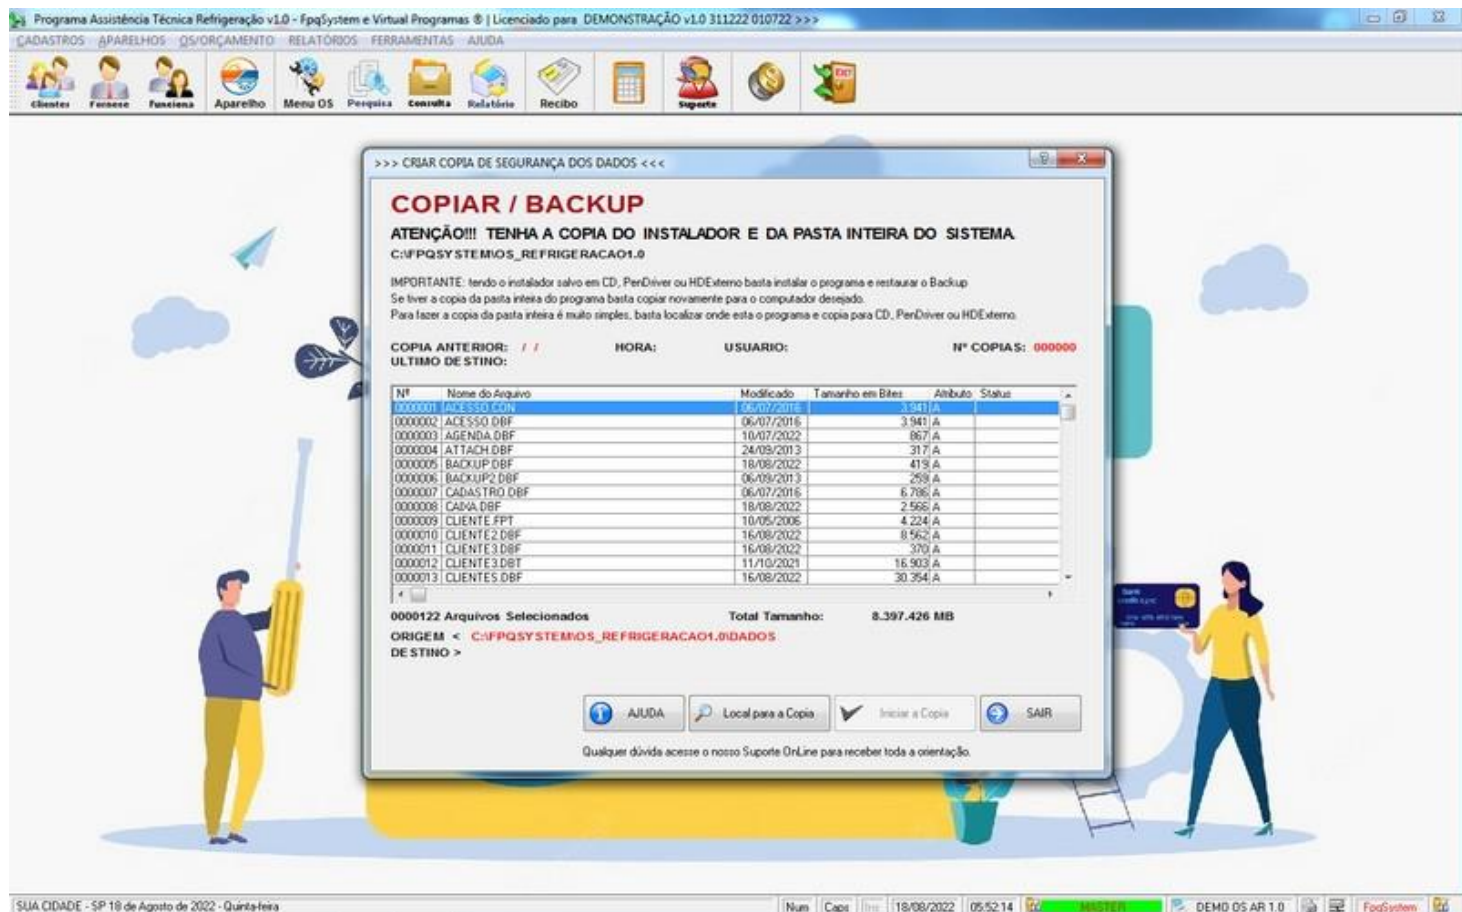 Programa Assistência Técnica Refrigeração v1.0 - FpqSystem e Virtual Programas ® | Licenciado para DEMONSTRAÇÃO v1.0 311222 010722 >>>
CADASTROS APARELHOS OS/ORÇAMENTO RELATÓRIOS FERRAMENTAS AJUDA
Clientes Fornece Funciona Aparelho Menu OS Pesquisa Consulta Relatório Recibo Suporte EXIT
>>> CRIAR COPIA DE SEGURANÇA DOS DADOS <<<
COPIAR / BACKUP
ATENÇÃO!!! TENHA A COPIA DO INSTALADOR E DA PASTA INTEIRA DO SISTEMA.
C:\FPQSYSTEM\OS_REFRIGERACAO1.0
IMPORTANTE: tendo o instalador salvo em CD, PenDriver ou HDExterno basta instalar o programa e restaurar o Backup
Se tiver a copia da pasta inteira do programa basta copiar novamente para o computador desejado.
Para fazer a copia da pasta inteira é muito simples, basta localizar onde esta o programa e copia para CD, PenDriver ou HDExterno.
COPIA ANTERIOR: / / HORA: USUARIO: Nº COPIAS: 000000
ULTIMO DESTINO:
Nº Nome do Arquivo Modificado Tamanho em Bites Atributo Status
0000001 ACESSO.CON 06/07/2016 3.941 A
0000002 ACESSO.DBF 06/07/2016 3.941 A
0000003 AGENDA.DBF 10/07/2022 867 A
0000004 ATTACH.DBF 24/09/2013 317 A
0000005 BACKUP.DBF 18/08/2022 419 A
0000006 BACKUP2.DBF 06/09/2013 259 A
0000007 CADASTRO.DBF 06/07/2016 6.786 A
0000008 CAIXA.DBF 18/08/2022 2.566 A
0000009 CLIENTE.FPT 10/05/2006 4.224 A
0000010 CLIENTE2.DBF 16/08/2022 8.562 A
0000011 CLIENTE3.DBF 16/08/2022 370 A
0000012 CLIENTE3.DBT 11/10/2021 16.903 A
0000013 CLIENTES.DBF 16/08/2022 30.354 A
0000122 Arquivos Selecionados Total Tamanho: 8.397.426 MB
ORIGEM < C:\FPQSYSTEM\OS_REFRIGERACAO1.0\DADOS
DESTINO >
AJUDA Local para a Copia Iniciar a Copia SAIR
Qualquer dúvida acesse o nosso Suporte OnLine para receber toda a orientação.
Bank
SUA CIDADE - SP 18 de Agosto de 2022 - Quinta-feira Num Caps Ins 18/08/2022 05:52:14 MASTER DEMO OS AR 1.0 FpqSystem